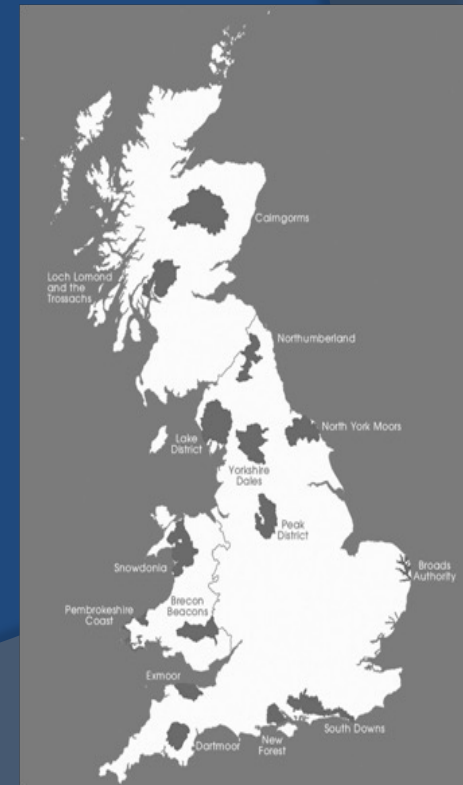 Cairngorms
Loch Lomond
and the
Trossachs
Northumberland
North York Moors
Lake
District
Yorkshire
Dales
Peak
District
Broads
Authority
Snowdonia
Brecon
Beacons
Pembrokeshire
Coast
Exmoor
Dartmoor
New
Forest
South Downs